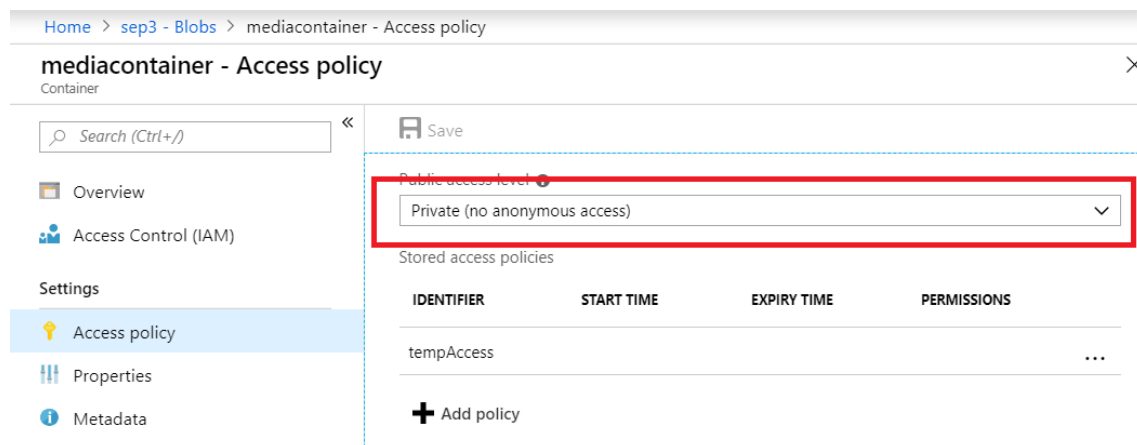 Home > sep3 - Blobs > mediacontainer - Access policy
mediacontainer - Access policy
Container
Search (Ctrl+/)
Overview
Access Control (IAM)
Settings
Access policy
Properties
Metadata
Save
Public access level
Private (no anonymous access)
Stored access policies
IDENTIFIER START TIME EXPIRY TIME PERMISSIONS
tempAccess ...
Add policy